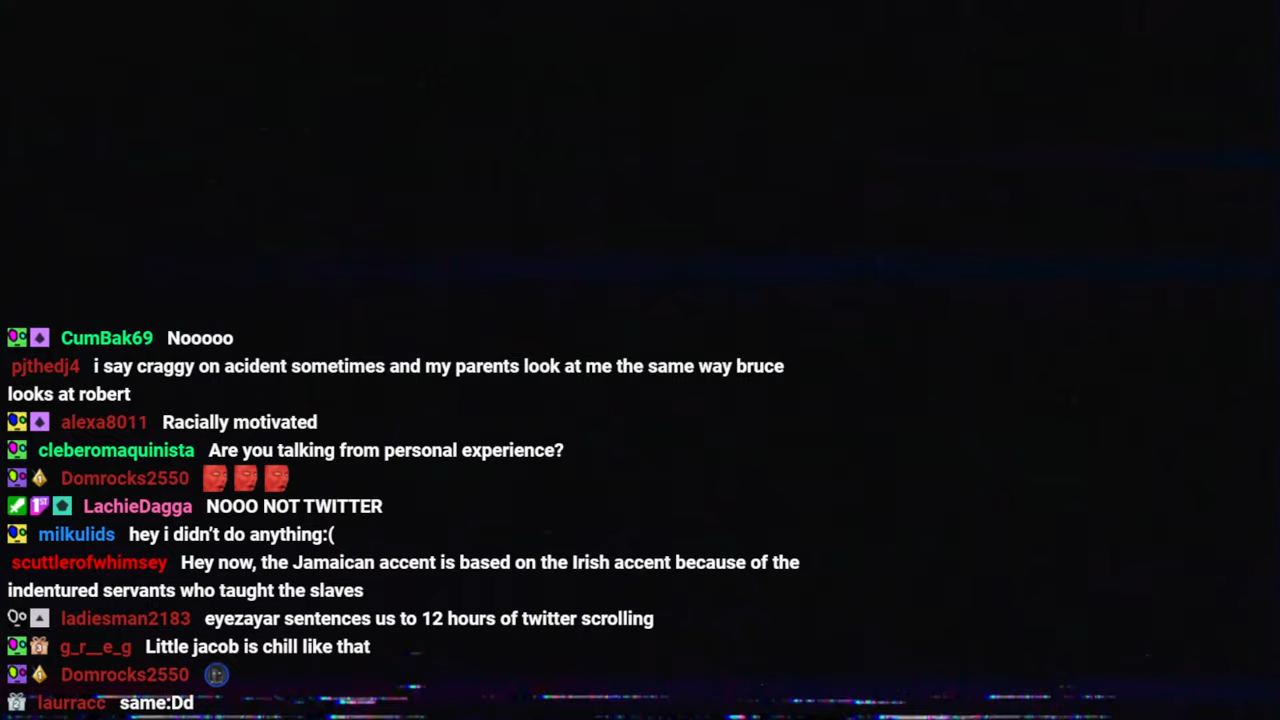 CumBak69 Nooooo
pjthedj4 i say craggy on acident sometimes and my parents look at me the same way bruce
looks at robert
alexa8011 Racially motivated
cleberomaquinista Are you talking from personal experience?
Domrocks2550
LachieDagga NOOO NOT TWITTER
milkulids hey i didn't do anything:(
scuttlerofwhimsey Hey now, the Jamaican accent is based on the Irish accent because of the
indentured servants who taught the slaves
ladiesman2183 eyezayar sentences us to 12 hours of twitter scrolling
g_r__e_g Little jacob is chill like that
Domrocks2550
laurracc same:Dd